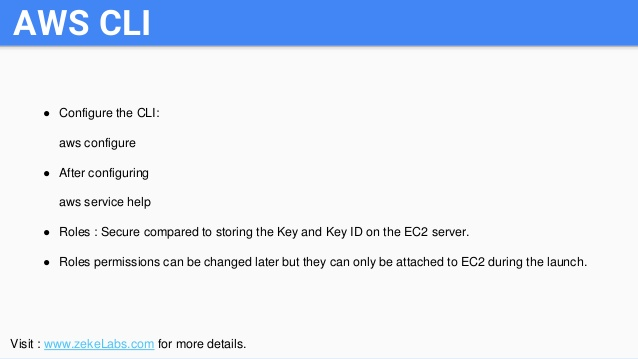 AWS CLI
● Configure the CLI:
aws configure
● After configuring
aws service help
● Roles : Secure compared to storing the Key and Key ID on the EC2 server.
● Roles permissions can be changed later but they can only be attached to EC2 during the launch.
Visit : www.zekeLabs.com for more details.